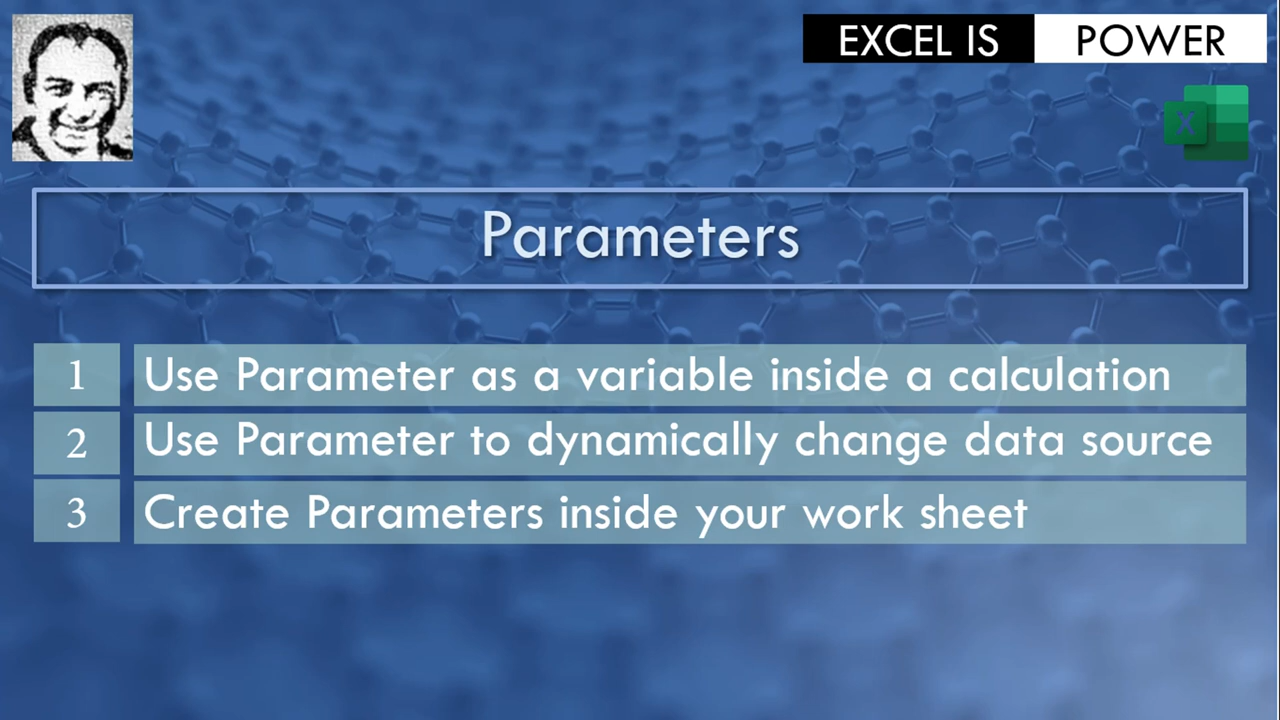 EXCEL IS POWER
X
Parameters
1 Use Parameter as a variable inside a calculation
2 Use Parameter to dynamically change data source
3 Create Parameters inside your work sheet